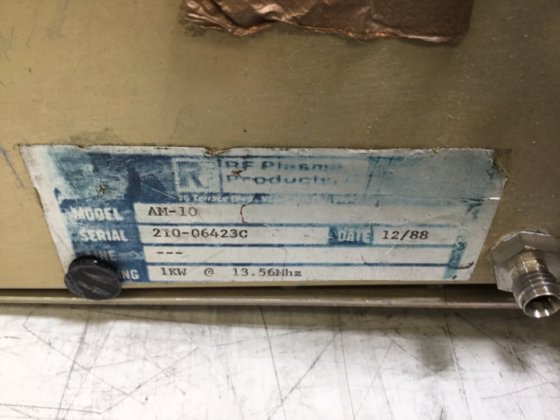 R RF Plasma
Products,
MODEL AM-10
SERIAL 210-06423C DATE 12/88
---
1KW @ 13.56Mhz